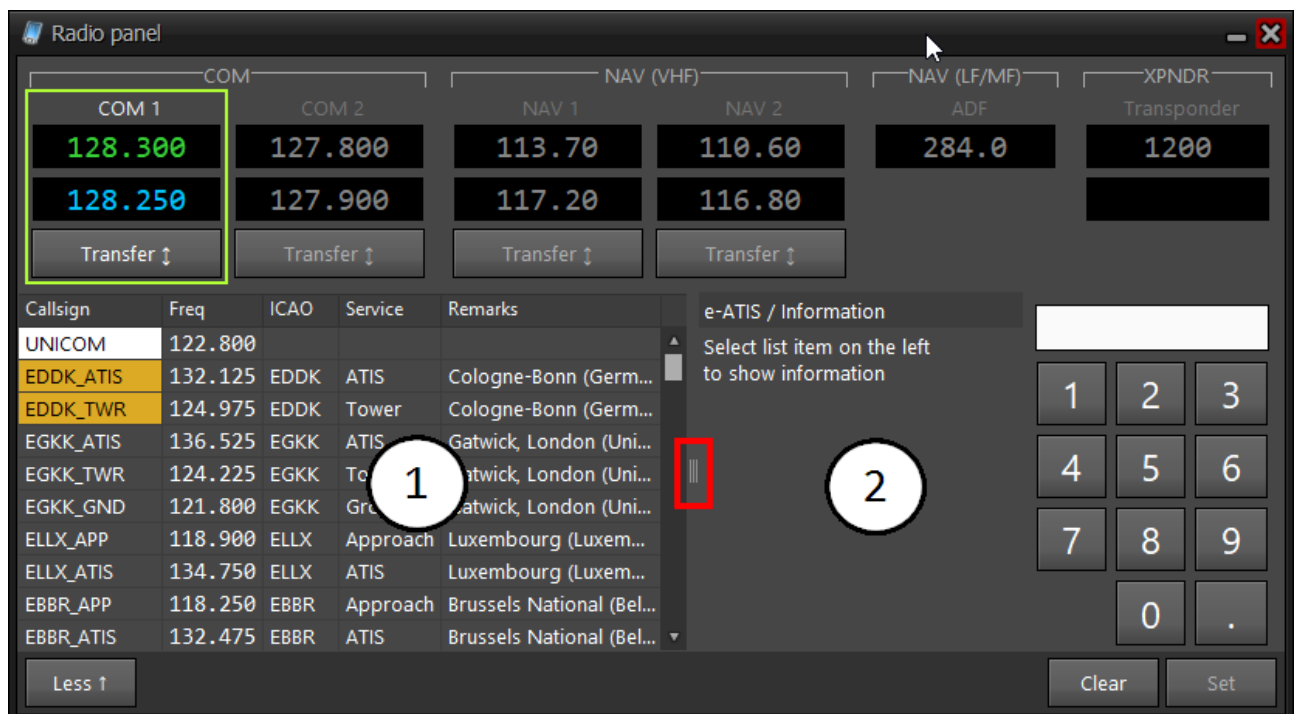 Radio panel
COM NAV (VHF) NAV (LF/MF) XPNDR
COM 1 COM 2 NAV 1 NAV 2 ADF Transponder
128.300 127.800 113.70 110.60 284.0 1200
128.250 127.900 117.20 116.80
Transfer ↕ Transfer ↕ Transfer ↕ Transfer ↕
Callsign Freq ICAO Service Remarks
UNICOM 122.800
EDDK_ATIS 132.125 EDDK ATIS Cologne-Bonn (Germ...
EDDK_TWR 124.975 EDDK Tower Cologne-Bonn (Germ...
EGKK_ATIS 136.525 EGKK ATIS Gatwick, London (Uni...
EGKK_TWR 124.225 EGKK London (Uni...
EGKK_GND 121.800 EGKK London (Uni...
ELLX_APP 118.900 ELLX Approach Luxembourg (Luxem...
ELLX_ATIS 134.750 ELLX ATIS Luxembourg (Luxem...
EBBR_APP 118.250 EBBR Approach Brussels National (Bel...
EBBR_ATIS 132.475 EBBR ATIS Brussels National (Bel...
1
e-ATIS / Information
Select list item on the left
to show information
2
1 2 3
4 5 6
7 8 9
0 .
Less ↑
Clear Set